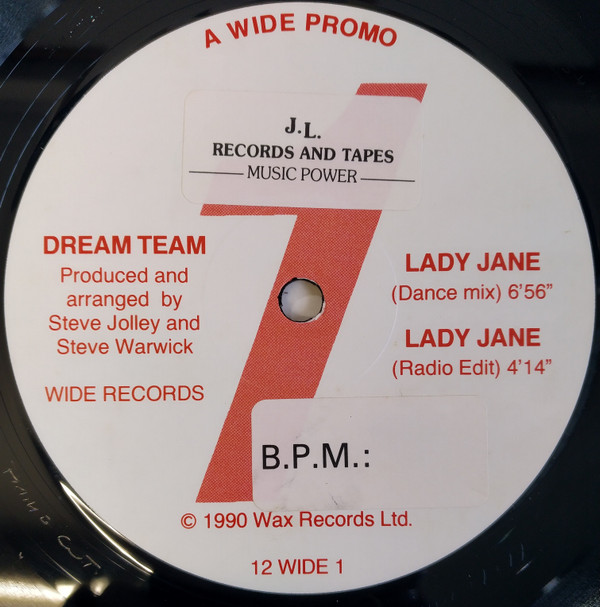 A WIDE PROMO
J.L.
RECORDS AND TAPES
MUSIC POWER
DREAM TEAM
Produced and
arranged by
Steve Jolley and
Steve Warwick
WIDE RECORDS
LADY JANE
(Dance mix) 6'56"
LADY JANE
(Radio Edit) 4'14"
B.P.M.:
© 1990 Wax Records Ltd.
12 WIDE 1